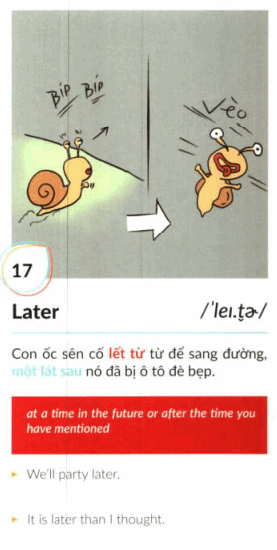 BÍP BÍP
Vèo
17
Later /ˈleɪ.t̬ɚ/
Con ốc sên cố lết từ từ để sang đường,
một lát sau nó đã bị ô tô đè bẹp.
at a time in the future or after the time you
have mentioned
We'll party later.
It is later than I thought.